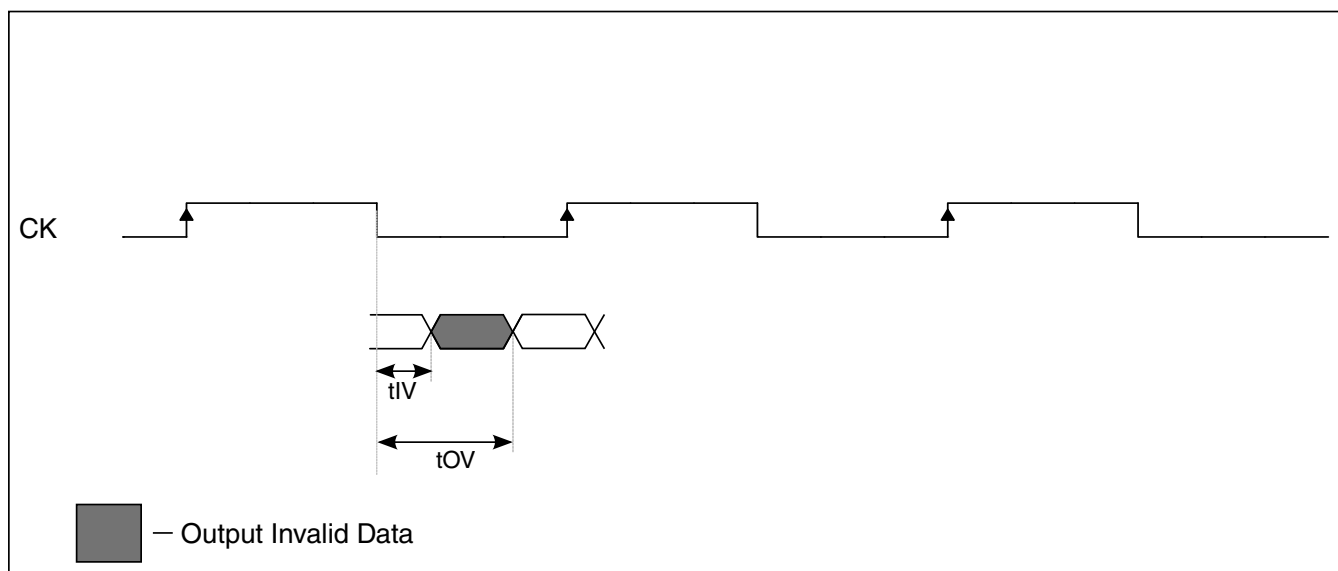 CK
tIV
tOV
— Output Invalid Data